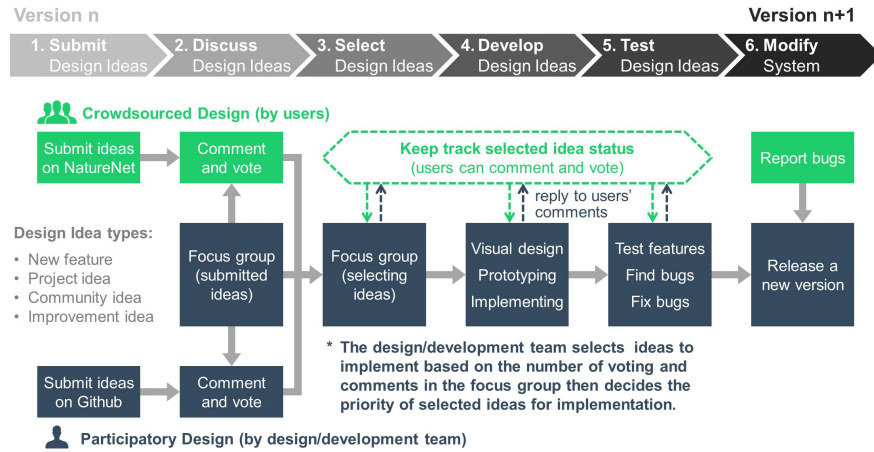 Version n
Version n+1
1. Submit
Design Ideas
2. Discuss
Design Ideas
3. Select
Design Ideas
4. Develop
Design Ideas
5. Test
Design Ideas
6. Modify
System
Crowdsourced Design (by users)
Submit ideas
on NatureNet
Comment
and vote
Keep track selected idea status
(users can comment and vote)
Report bugs
reply to users'
comments
Design Idea types:
• New feature
• Project idea
• Community idea
• Improvement idea
Focus group
(submitted
ideas)
Focus group
(selecting
ideas)
Visual design
Prototyping
Implementing
Test features
Find bugs
Fix bugs
Release a
new version
* The design/development team selects ideas to
implement based on the number of voting and
comments in the focus group then decides the
priority of selected ideas for implementation.
Submit ideas
on Github
Comment
and vote
Participatory Design (by design/development team)